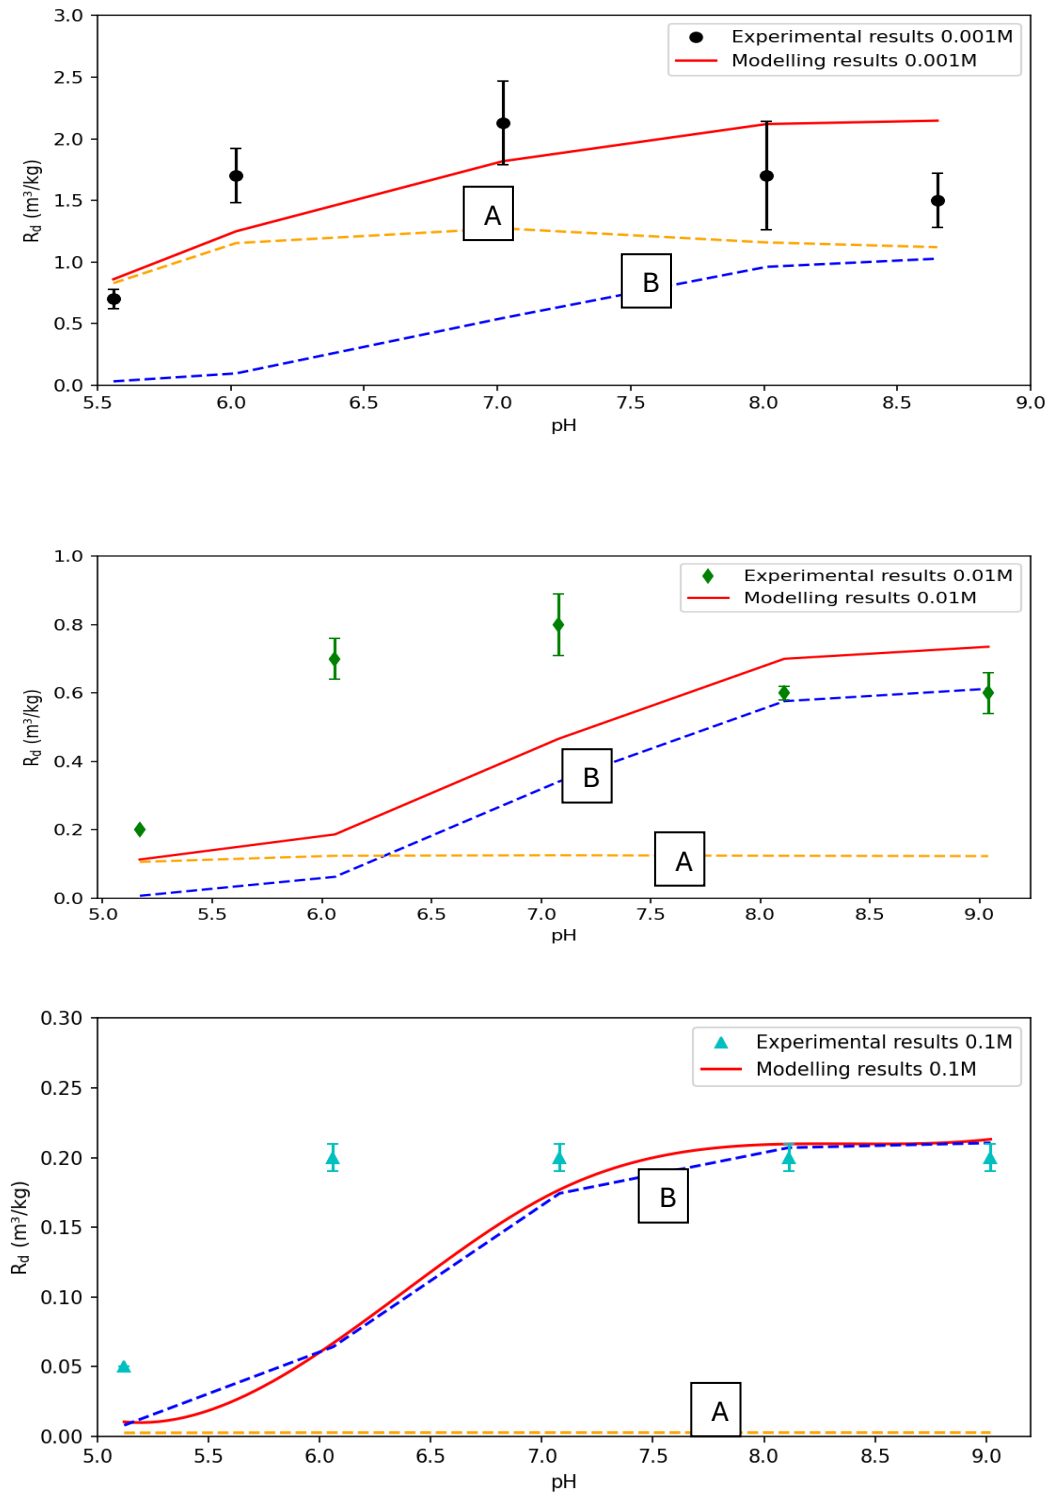 3.0
Experimental results 0.001M
Modelling results 0.001M
2.5
2.0
1.5
1.0
0.5
0.0
R_d (m³/kg)
A
B
5.5 6.0 6.5 7.0 7.5 8.0 8.5 9.0
pH
1.0
Experimental results 0.01M
Modelling results 0.01M
0.8
0.6
0.4
0.2
0.0
R_d (m³/kg)
B
A
5.0 5.5 6.0 6.5 7.0 7.5 8.0 8.5 9.0
pH
0.30
Experimental results 0.1M
Modelling results 0.1M
0.25
0.20
0.15
0.10
0.05
0.00
R_d (m³/kg)
B
A
5.0 5.5 6.0 6.5 7.0 7.5 8.0 8.5 9.0
pH